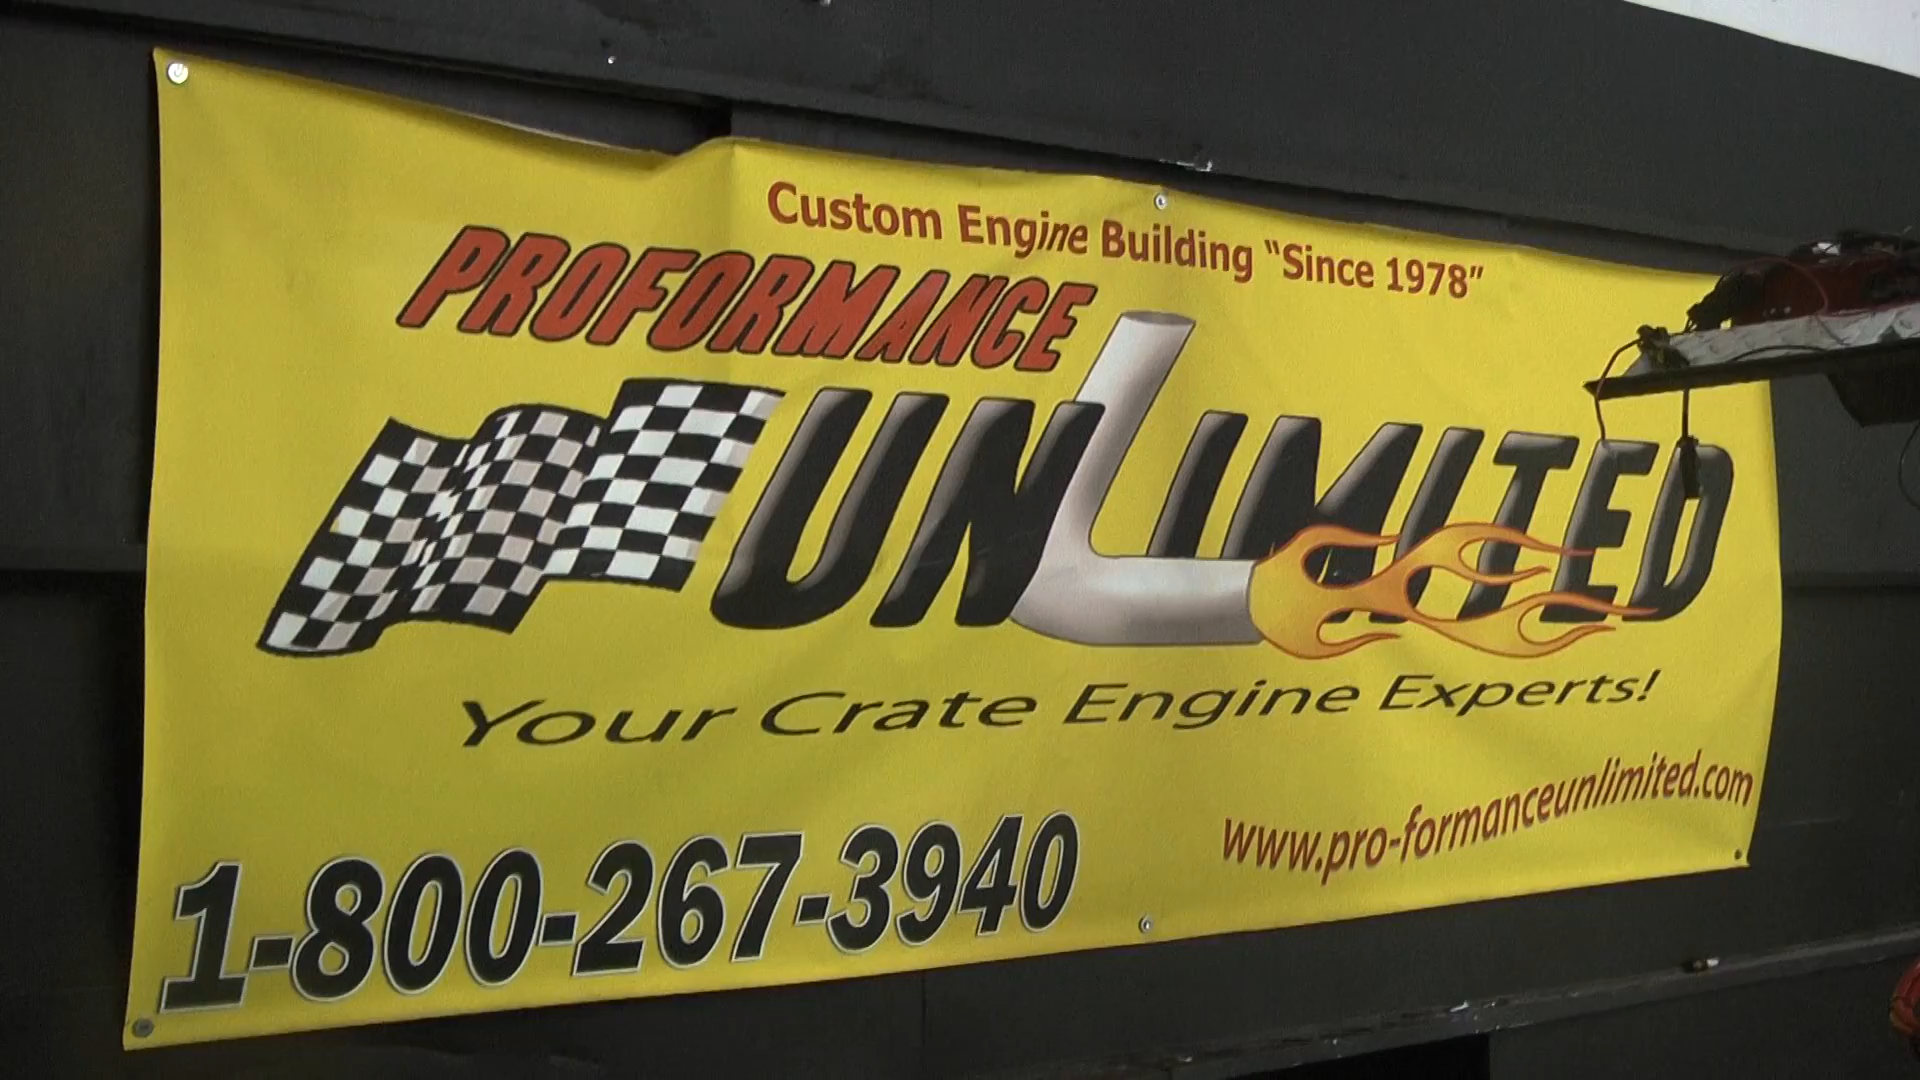 Custom Engine Building “Since 1978”
PROFORMANCE
UNLIMITED
Your Crate Engine Experts!
www.pro-formanceunlimited.com
1-800-267-3940